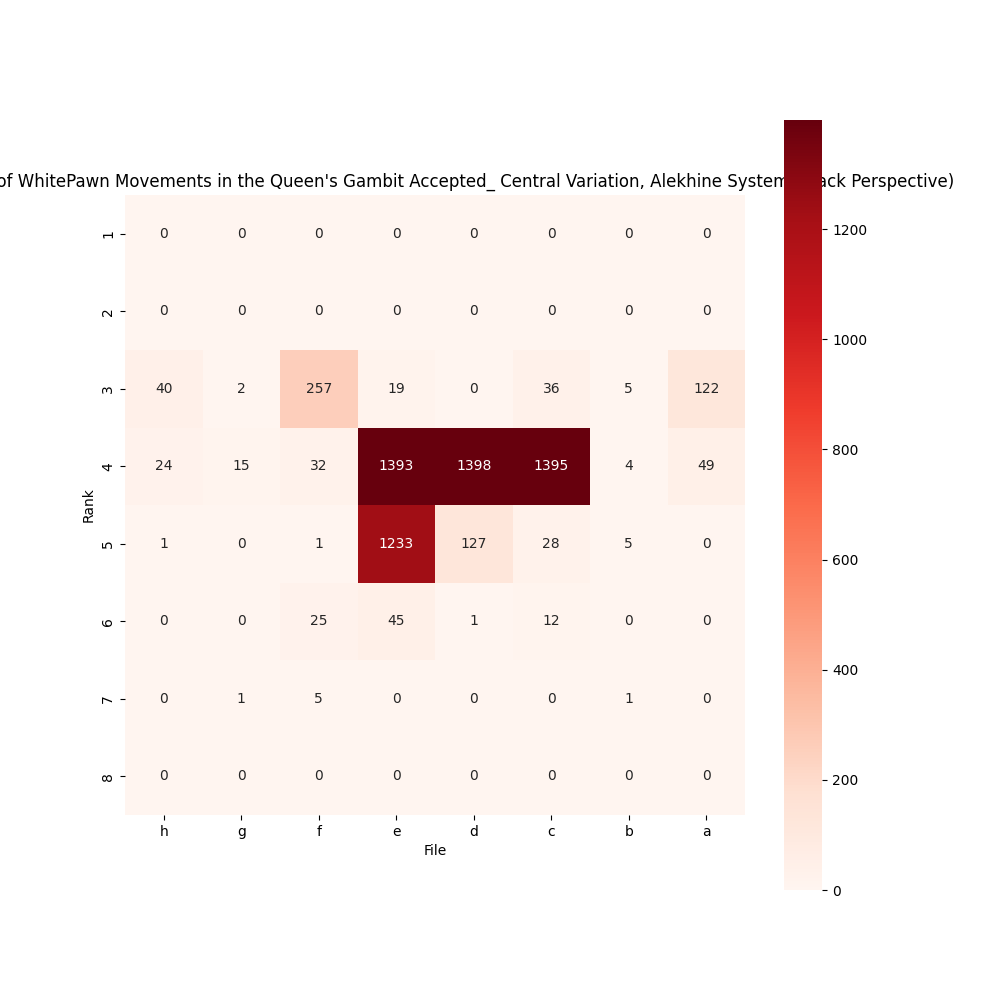 of WhitePawn Movements in the Queen's Gambit Accepted_ Central Variation, Alekhine System Perspective)
1200
1 0 0 0 0 0 0 0 0
2 0 0 0 0 0 0 0 0
1000
3 40 2 257 19 0 36 5 122
800
4 24 15 32 1393 1398 1395 4 49
Rank
5 1 0 1 1233 127 28 5 0
600
6 0 0 25 45 1 12 0 0
400
7 0 1 5 0 0 0 1 0
200
8 0 0 0 0 0 0 0 0
h g f e d c b a
File
0